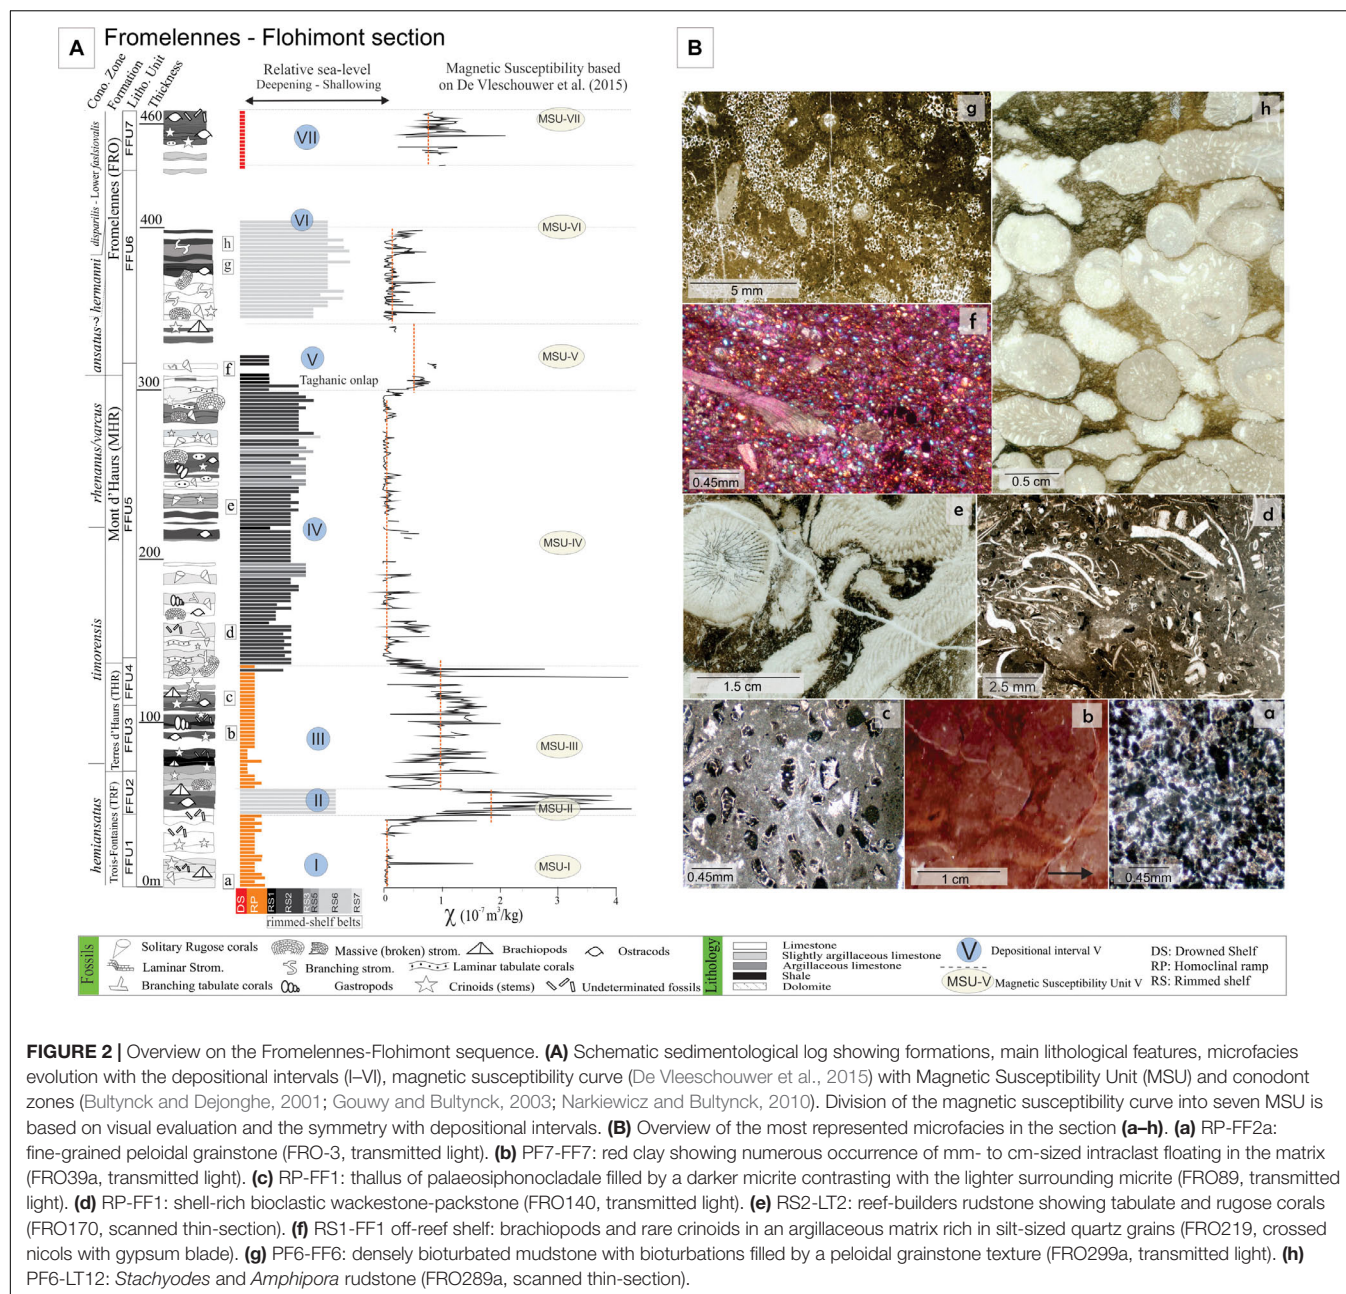 A
Fromelennes - Flohimont section
Cono. Zone
Formation
Litho. Unit
Thickness
Relative sea-level
Deepening - Shallowing
Magnetic Susceptibility based
on De Vleschouwer et al. (2015)
disparilis - Lower falsiovalis
hermanni
ansatus-?
rhenanus/varcus
timorensis
hemiansatus
Fromelennes (FRO)
Mont d'Haurs (MHR)
Terres d'Haurs (THR)
Trois-Fontaines (TRF)
FFU7
FFU6
FFU5
FFU4
FFU3
FFU2
FFU1
460
400
300
200
100
0m
h
g
f
e
d
c
b
a
VII
VI
V
Taghanic onlap
IV
III
II
I
MSU-VII
MSU-VI
MSU-V
MSU-IV
MSU-III
MSU-II
MSU-I
DS
RP
RS1
RS2
RS3
RS5
RS6
RS7
rimmed-shelf belts
0 1 2 3 4
χ (10⁻⁷m³/kg)
B
g
5 mm
h
0.5 cm
f
0.45mm
e
1.5 cm
d
2.5 mm
c
0.45mm
b
1 cm
a
0.45mm
Fossils
Solitary Rugose corals
Massive (broken) strom.
Brachiopods
Ostracods
Laminar Strom.
Branching strom.
Laminar tabulate corals
Branching tabulate corals
Gastropods
Crinoids (stems)
Undeterminated fossils
Lithology
Limestone
Slightly argillaceous limestone
Argillaceous limestone
Shale
Dolomite
V
Depositional interval V
MSU-V
Magnetic Susceptibility Unit V
DS: Drowned Shelf
RP: Homoclinal ramp
RS: Rimmed shelf
FIGURE 2 | Overview on the Fromelennes-Flohimont sequence. (A) Schematic sedimentological log showing formations, main lithological features, microfacies
evolution with the depositional intervals (I–VI), magnetic susceptibility curve (De Vleeschouwer et al., 2015) with Magnetic Susceptibility Unit (MSU) and conodont
zones (Bultynck and Dejonghe, 2001; Gouwy and Bultynck, 2003; Narkiewicz and Bultynck, 2010). Division of the magnetic susceptibility curve into seven MSU is
based on visual evaluation and the symmetry with depositional intervals. (B) Overview of the most represented microfacies in the section (a–h). (a) RP-FF2a:
fine-grained peloidal grainstone (FRO-3, transmitted light). (b) PF7-FF7: red clay showing numerous occurrence of mm- to cm-sized intraclast floating in the matrix
(FRO39a, transmitted light). (c) RP-FF1: thallus of palaeosiphonocladale filled by a darker micrite contrasting with the lighter surrounding micrite (FRO89, transmitted
light). (d) RP-FF1: shell-rich bioclastic wackestone-packstone (FRO140, transmitted light). (e) RS2-LT2: reef-builders rudstone showing tabulate and rugose corals
(FRO170, scanned thin-section). (f) RS1-FF1 off-reef shelf: brachiopods and rare crinoids in an argillaceous matrix rich in silt-sized quartz grains (FRO219, crossed
nicols with gypsum blade). (g) PF6-FF6: densely bioturbated mudstone with bioturbations filled by a peloidal grainstone texture (FRO299a, transmitted light). (h)
PF6-LT12: Stachyodes and Amphipora rudstone (FRO289a, scanned thin-section).